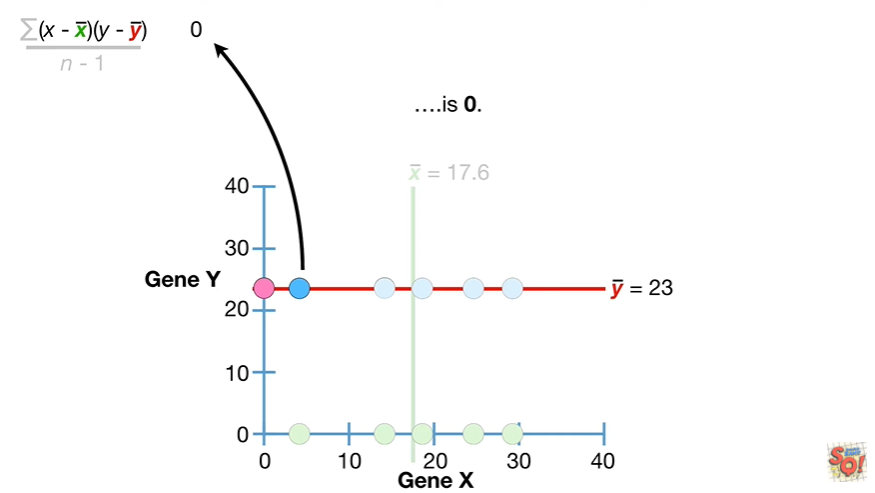 ∑(x - x̅)(y - y̅)
n - 1
0
….is 0.
x̅ = 17.6
40
30
Gene Y
y̅ = 23
20
10
0
0 10 20 30 40
Gene X
SQ!